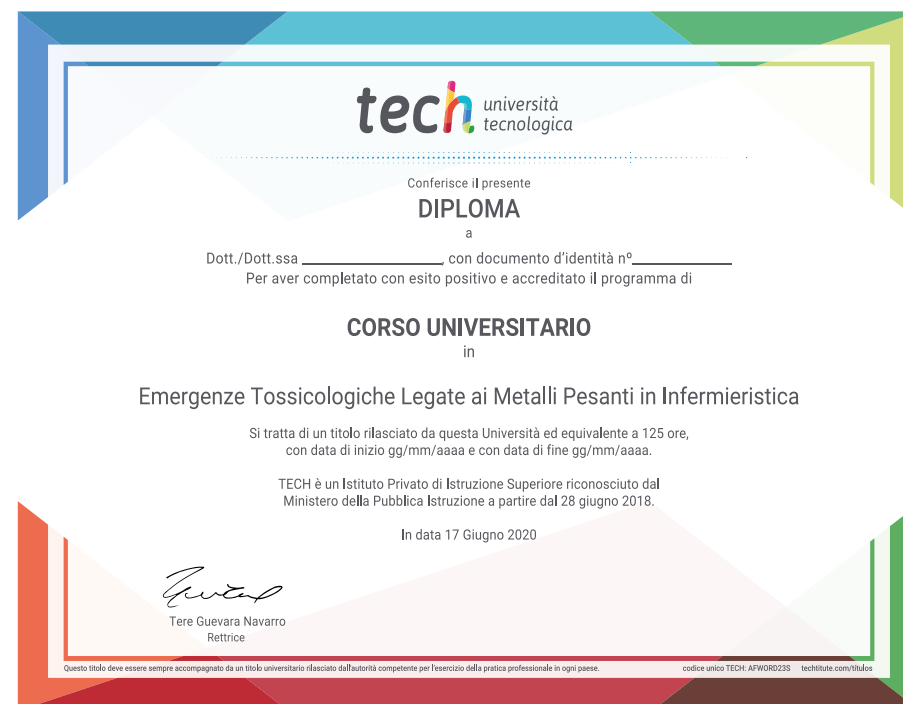 tech università
tecnologica
Conferisce il presente
DIPLOMA
a
Dott./Dott.ssa ____________________, con documento d'identità nº______________
Per aver completato con esito positivo e accreditato il programma di
CORSO UNIVERSITARIO
in
Emergenze Tossicologiche Legate ai Metalli Pesanti in Infermieristica
Si tratta di un titolo rilasciato da questa Università ed equivalente a 125 ore,
con data di inizio gg/mm/aaaa e con data di fine gg/mm/aaaa.
TECH è un Istituto Privato di Istruzione Superiore riconosciuto dal
Ministero della Pubblica Istruzione a partire dal 28 giugno 2018.
In data 17 Giugno 2020
Tere Guevara Navarro
Rettrice
Questo titolo deve essere sempre accompagnato da un titolo universitario rilasciato dall'autorità competente per l'esercizio della pratica professionale in ogni paese. codice unico TECH: AFWORD23S techtitute.com/titulos